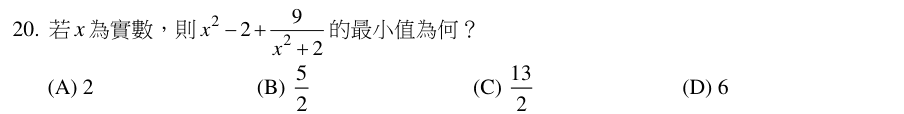 20. 若 x 為實數，則 x² − 2 + 9/(x² + 2) 的最小值為何？
(A) 2 (B) 5/2 (C) 13/2 (D) 6